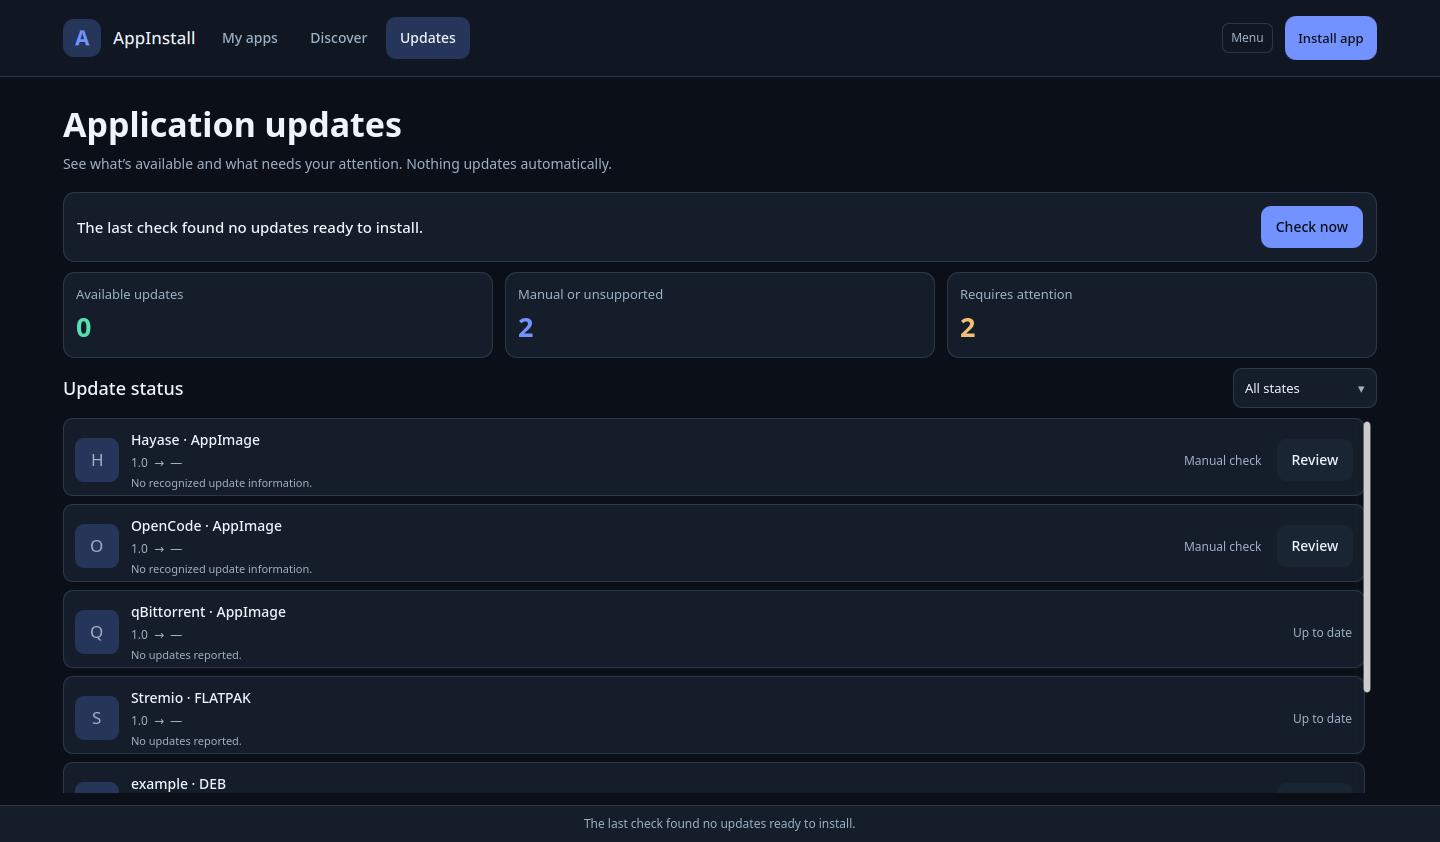 A AppInstall My apps Discover Updates Menu Install app
Application updates
See what’s available and what needs your attention. Nothing updates automatically.
The last check found no updates ready to install. Check now
Available updates
0
Manual or unsupported
2
Requires attention
2
Update status All states ▾
H
Hayase · AppImage
1.0 → —
No recognized update information.
Manual check Review
O
OpenCode · AppImage
1.0 → —
No recognized update information.
Manual check Review
Q
qBittorrent · AppImage
1.0 → —
No updates reported.
Up to date
S
Stremio · FLATPAK
1.0 → —
No updates reported.
Up to date
example · DEB
The last check found no updates ready to install.